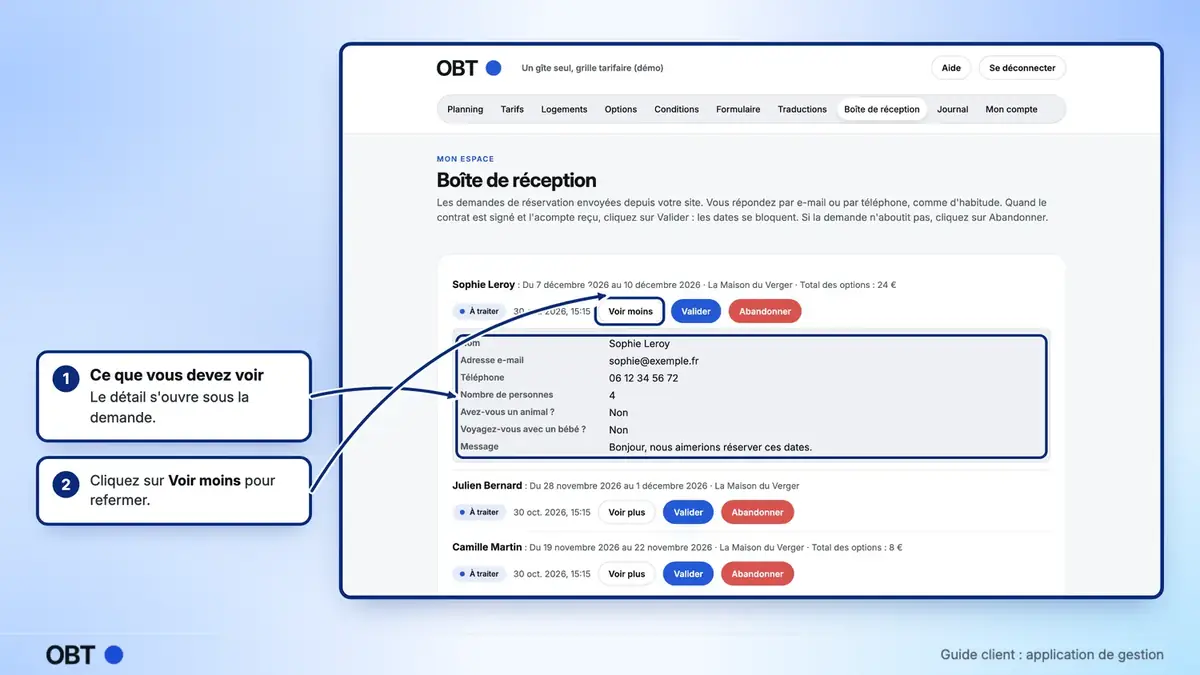 OBT
Un gîte seul, grille tarifaire (démo)
Aide
Se déconnecter
Planning
Tarifs
Logements
Options
Conditions
Formulaire
Traductions
Boîte de réception
Journal
Mon compte
MON ESPACE
Boîte de réception
Les demandes de réservation envoyées depuis votre site. Vous répondez par e-mail ou par téléphone, comme d'habitude. Quand le
contrat est signé et l'acompte reçu, cliquez sur Valider : les dates se bloquent. Si la demande n'aboutit pas, cliquez sur Abandonner.
Sophie Leroy : Du 7 décembre 2026 au 10 décembre 2026 · La Maison du Verger · Total des options : 24 €
À traiter
30 2026, 15:15
Voir moins
Valider
Abandonner
Sophie Leroy
Adresse e-mail
sophie@exemple.fr
Téléphone
06 12 34 56 72
Nombre de personnes
4
Avez-vous un animal ?
Non
Voyagez-vous avec un bébé ?
Non
Message
Bonjour, nous aimerions réserver ces dates.
Julien Bernard : Du 28 novembre 2026 au 1 décembre 2026 · La Maison du Verger
À traiter
30 oct. 2026, 15:15
Voir plus
Valider
Abandonner
Camille Martin : Du 19 novembre 2026 au 22 novembre 2026 · La Maison du Verger · Total des options : 8 €
À traiter
30 oct. 2026, 15:15
Voir plus
Valider
Abandonner
1
Ce que vous devez voir
Le détail s'ouvre sous la
demande.
2
Cliquez sur Voir moins pour
refermer.
OBT
Guide client : application de gestion